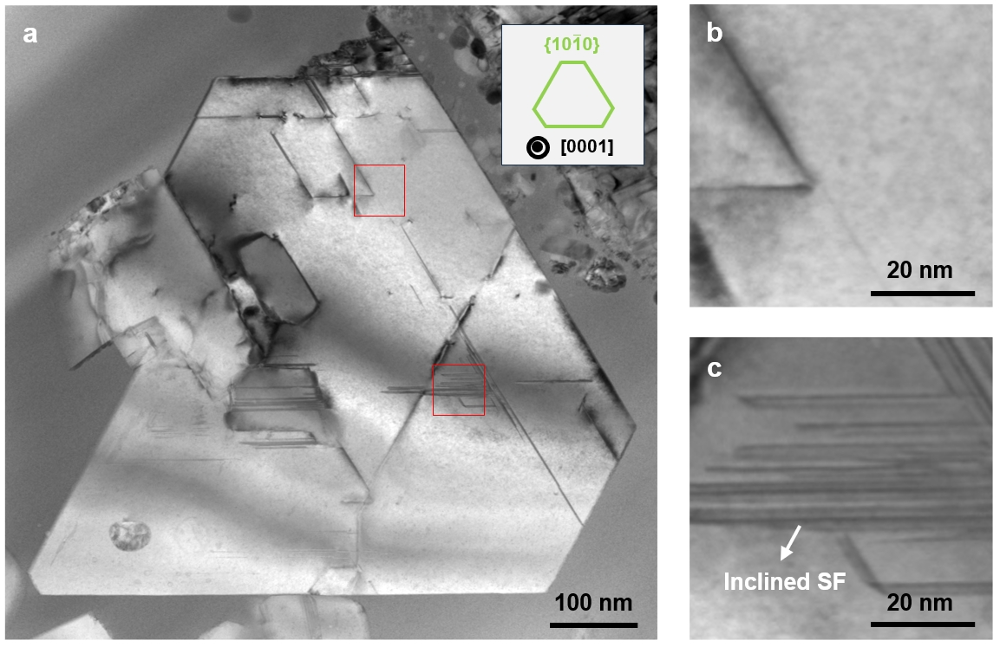 a
{101̄0}
[0001]
100 nm
b
20 nm
c
Inclined SF
20 nm